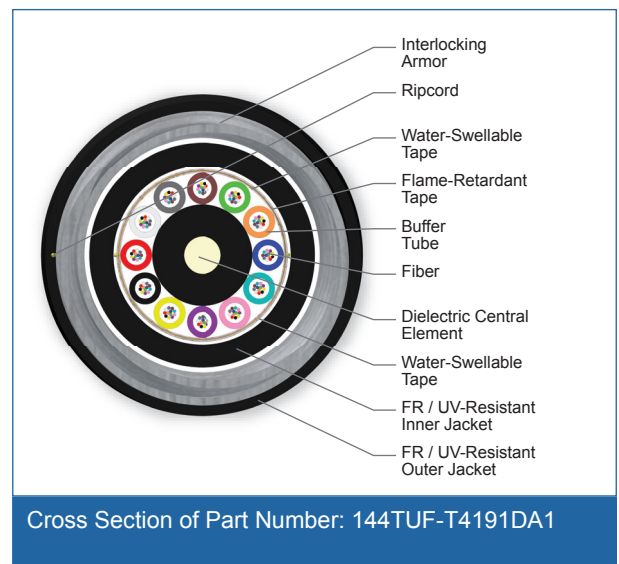 Interlocking
Armor
Ripcord
Water-Swellable
Tape
Flame-Retardant
Tape
Buffer
Tube
Fiber
Dielectric Central
Element
Water-Swellable
Tape
FR / UV-Resistant
Inner Jacket
FR / UV-Resistant
Outer Jacket
Cross Section of Part Number: 144TUF-T4191DA1